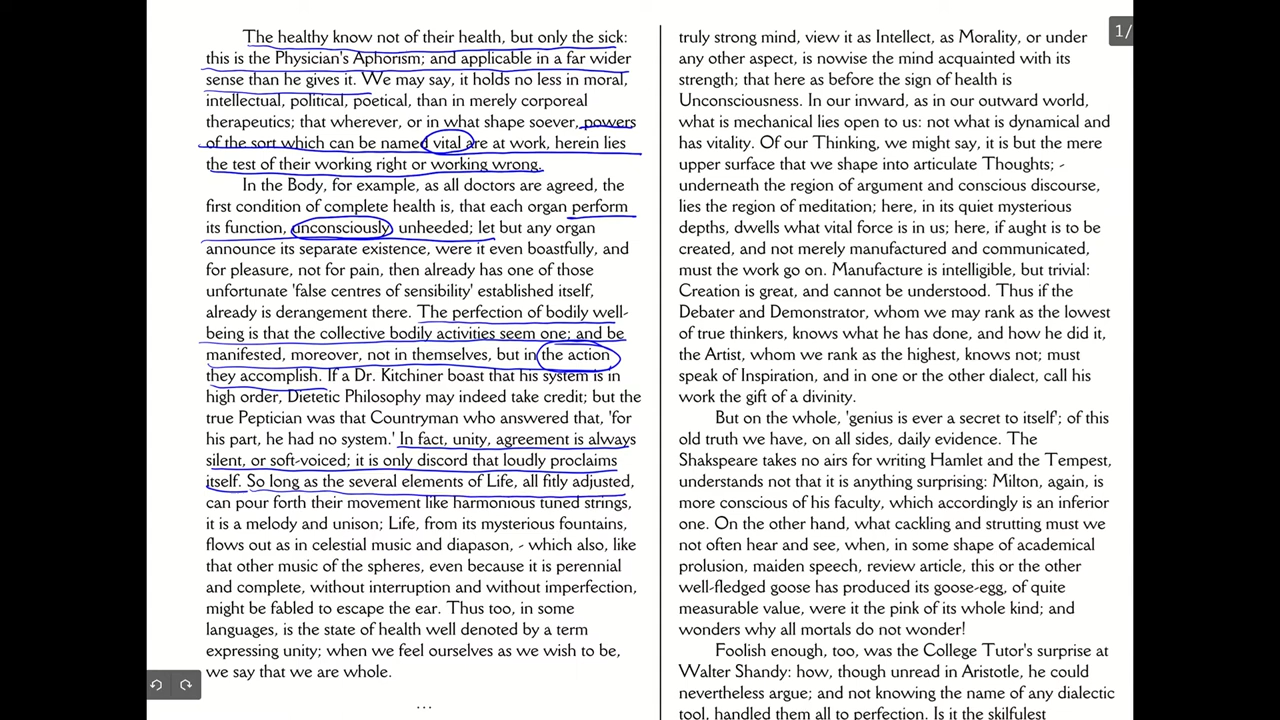 The healthy know not of their health, but only the sick:
this is the Physician's Aphorism; and applicable in a far wider
sense than he gives it. We may say, it holds no less in moral,
intellectual, political, poetical, than in merely corporeal
therapeutics; that wherever, or in what shape soever, powers
of the sort which can be named vital are at work, herein lies
the test of their working right or working wrong.
In the Body, for example, as all doctors are agreed, the
first condition of complete health is, that each organ perform
its function, unconsciously, unheeded; let but any organ
announce its separate existence, were it even boastfully, and
for pleasure, not for pain, then already has one of those
unfortunate 'false centres of sensibility' established itself,
already is derangement there. The perfection of bodily well-
being is that the collective bodily activities seem one; and be
manifested, moreover, not in themselves, but in the action
they accomplish. If a Dr. Kitchiner boast that his system is in
high order, Dietetic Philosophy may indeed take credit; but the
true Peptician was that Countryman who answered that, 'for
his part, he had no system.' In fact, unity, agreement is always
silent, or soft-voiced; it is only discord that loudly proclaims
itself. So long as the several elements of Life, all fitly adjusted,
can pour forth their movement like harmonious tuned strings,
it is a melody and unison; Life, from its mysterious fountains,
flows out as in celestial music and diapason, - which also, like
that other music of the spheres, even because it is perennial
and complete, without interruption and without imperfection,
might be fabled to escape the ear. Thus too, in some
languages, is the state of health well denoted by a term
expressing unity; when we feel ourselves as we wish to be,
we say that we are whole.
...
truly strong mind, view it as Intellect, as Morality, or under
any other aspect, is nowise the mind acquainted with its
strength; that here as before the sign of health is
Unconsciousness. In our inward, as in our outward world,
what is mechanical lies open to us: not what is dynamical and
has vitality. Of our Thinking, we might say, it is but the mere
upper surface that we shape into articulate Thoughts; -
underneath the region of argument and conscious discourse,
lies the region of meditation; here, in its quiet mysterious
depths, dwells what vital force is in us; here, if aught is to be
created, and not merely manufactured and communicated,
must the work go on. Manufacture is intelligible, but trivial:
Creation is great, and cannot be understood. Thus if the
Debater and Demonstrator, whom we may rank as the lowest
of true thinkers, knows what he has done, and how he did it,
the Artist, whom we rank as the highest, knows not; must
speak of Inspiration, and in one or the other dialect, call his
work the gift of a divinity.
But on the whole, 'genius is ever a secret to itself'; of this
old truth we have, on all sides, daily evidence. The
Shakspeare takes no airs for writing Hamlet and the Tempest,
understands not that it is anything surprising: Milton, again, is
more conscious of his faculty, which accordingly is an inferior
one. On the other hand, what cackling and strutting must we
not often hear and see, when, in some shape of academical
prolusion, maiden speech, review article, this or the other
well-fledged goose has produced its goose-egg, of quite
measurable value, were it the pink of its whole kind; and
wonders why all mortals do not wonder!
Foolish enough, too, was the College Tutor's surprise at
Walter Shandy: how, though unread in Aristotle, he could
nevertheless argue; and not knowing the name of any dialectic
tool, handled them all to perfection. Is it the skilfulest
1/